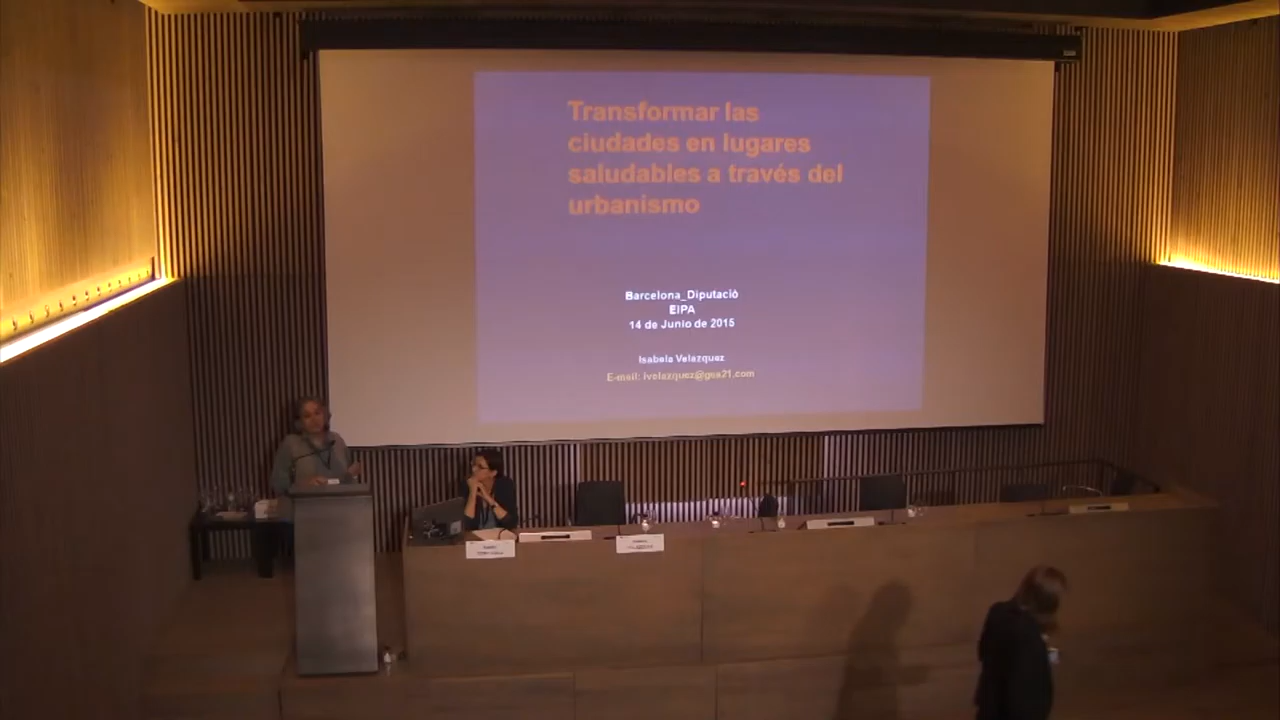 Transformar las
ciudades en lugares
saludables a través del
urbanismo
Barcelona_Diputació
EIPA
14 de Junio de 2015
Isabela Velazquez
E-mail: ivelazquez@gea21.com